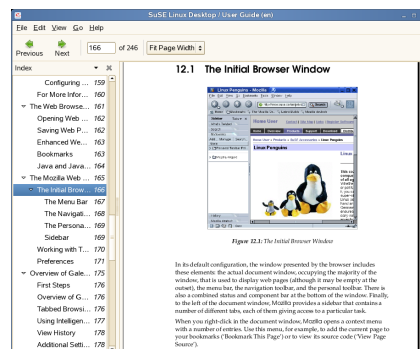 SuSE Linux Desktop / User Guide (en)
File Edit View Go Help
Previous Next 166 of 246 Fit Page Width
Index
Configuring ... 159
For More Infor... 160
The Web Browse... 161
Opening Web ... 162
Saving Web P... 162
Enhanced We... 163
Bookmarks 163
Java and Java... 164
The Mozilla Web ... 165
The Initial Brow... 166
The Menu Bar 167
The Navigati... 168
The Persona... 169
Sidebar 169
Working with T... 170
Preferences 171
Overview of Gale... 175
First Steps 176
Overview of G... 176
Tabbed Browsi... 176
Using Intelligen... 177
View History 178
Additional Setti... 178
12.1 The Initial Browser Window
Linux Penguins
Home User
Linux Penguins
Figure 12.1: The Initial Browser Window
In its default configuration, the window presented by the browser includes
these elements: the actual document window, occupying the majority of the
window, that is used to display web pages (although it may be empty at the
outset), the menu bar, the navigation toolbar, and the personal toolbar. There is
also a combined status and component bar at the bottom of the window. Finally,
to the left of the document window, Mozilla provides a sidebar that contains a
number of different tabs, each of them giving access to a particular task.
When you right-click in the document window, Mozilla opens a context menu
with a number of entries. Use this menu, for example, to add the current page to
your bookmarks ('Bookmark This Page') or to view its source code ('View Page
Source').